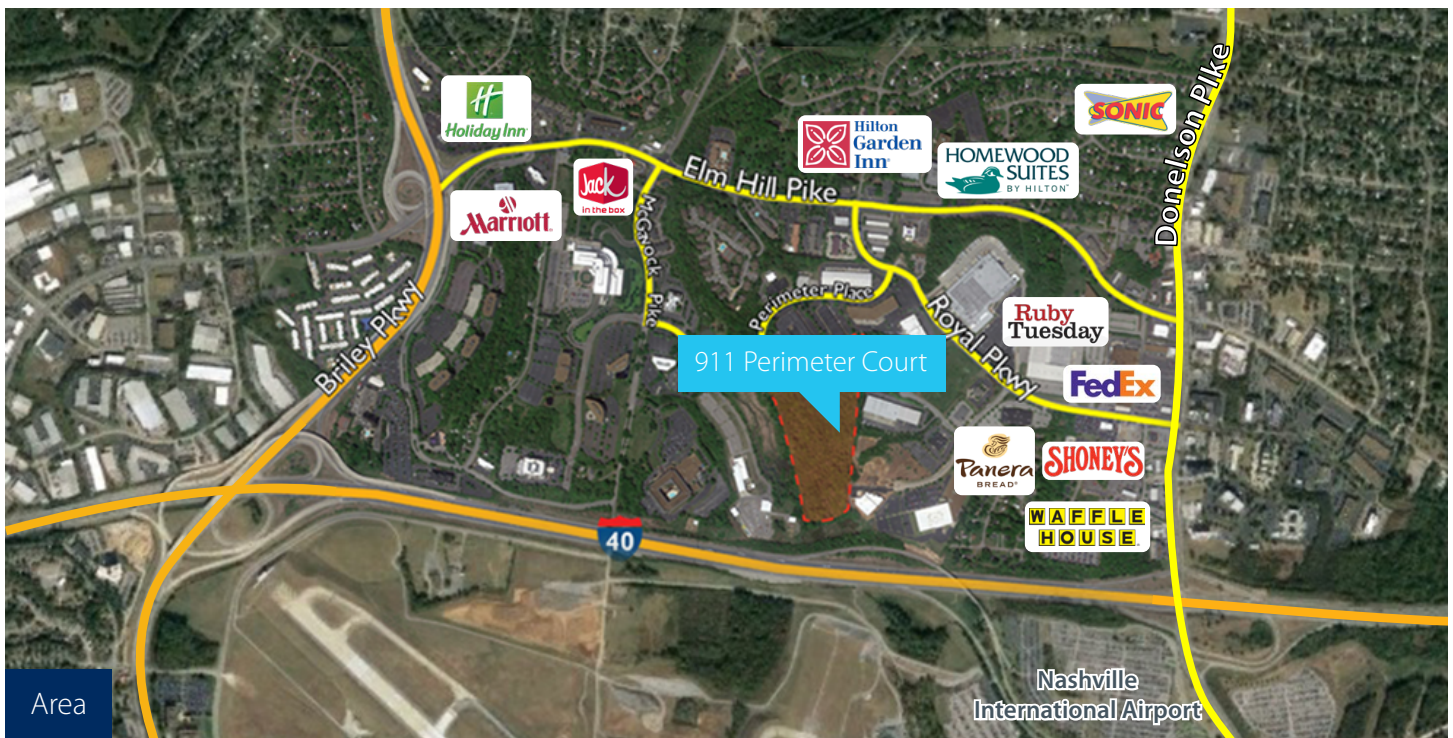 Holiday Inn
Marriott
Jack
in the box
Hilton
Garden
Inn
HOMEWOOD
SUITES
BY HILTON
SONIC
Donelson PIke
Elm Hill Pike
McGavock Pike
Perimeter Place
Briley Pkwy
Royal Pkwy
Ruby
Tuesday
911 Perimeter Court
FedEx
Panera
BREAD
SHONEY'S
WAFFLE
HOUSE
40
Nashville
International Airport
Area